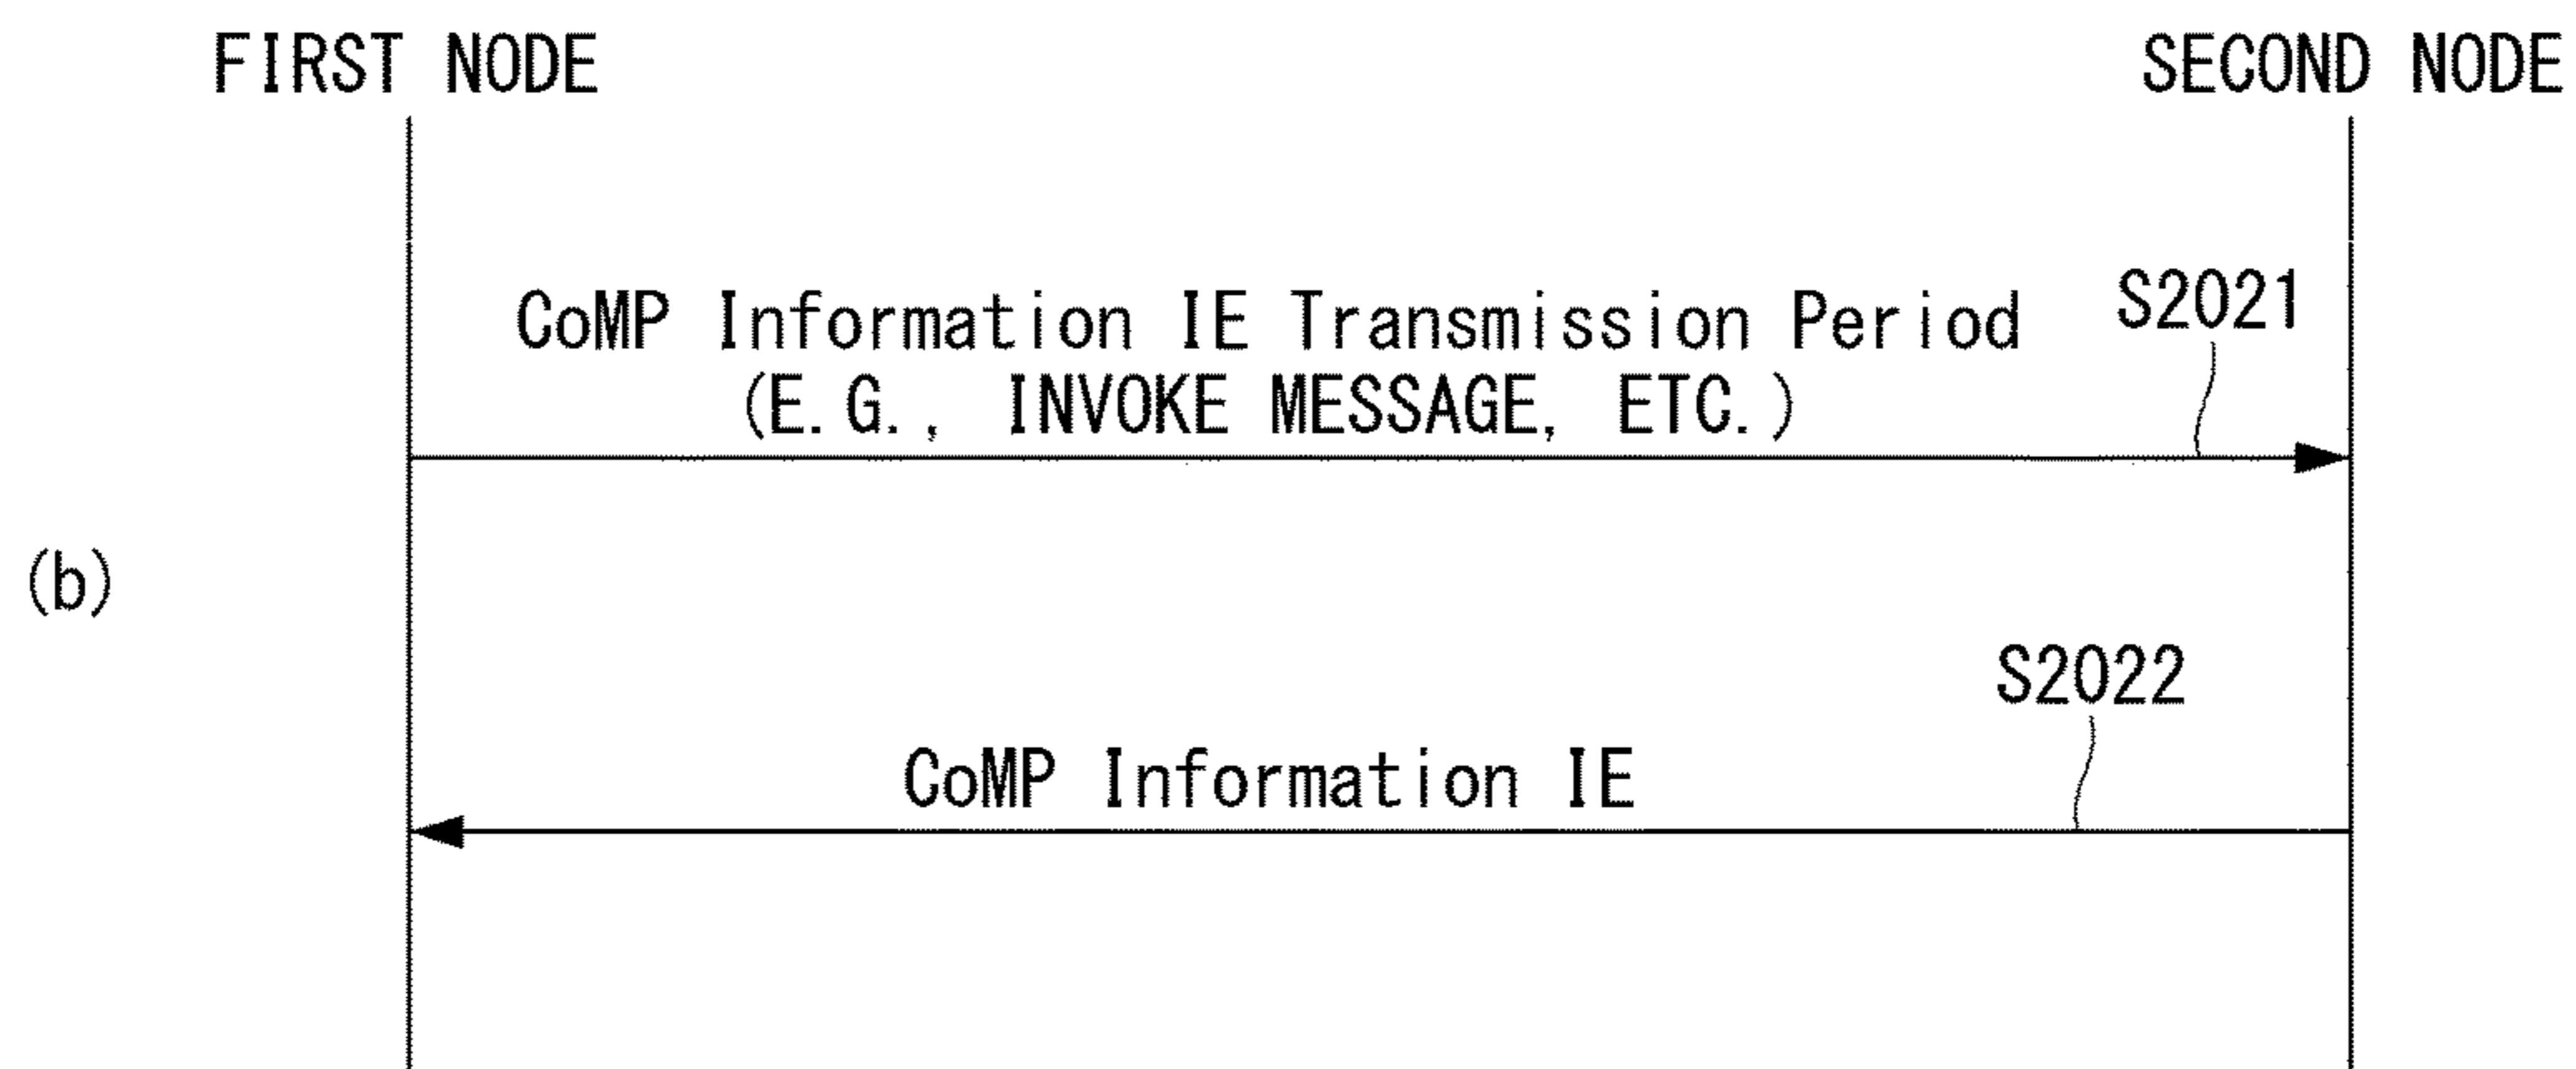 FIRST NODE
SECOND NODE
CoMP Information IE Transmission Period
S2021
(E.G., INVOKE MESSAGE, ETC.)
(b)
S2022
CoMP Information IE